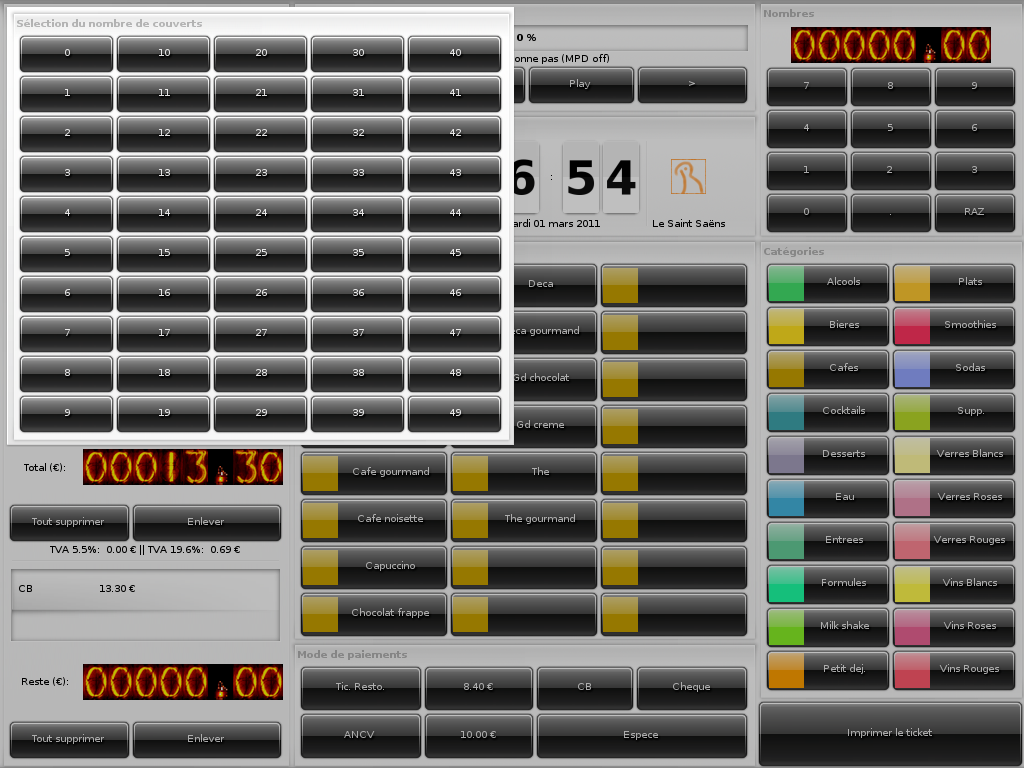 Sélection du nombre de couverts
0 10 20 30 40
1 11 21 31 41
2 12 22 32 42
3 13 23 33 43
4 14 24 34 44
5 15 25 35 45
6 16 26 36 46
7 17 27 37 47
8 18 28 38 48
9 19 29 39 49
0 %
onne pas (MPD off)
Play >
6 : 54
ardi 01 mars 2011 Le Saint Saëns
Nombres
00000.00
7 8 9
4 5 6
1 2 3
0 . RAZ
Deca
eca gourmand
Gd chocolat
Gd creme
Cafe gourmand The
Cafe noisette The gourmand
Capuccino
Chocolat frappe
Catégories
Alcools Plats
Bieres Smoothies
Cafes Sodas
Cocktails Supp.
Desserts Verres Blancs
Eau Verres Roses
Entrees Verres Rouges
Formules Vins Blancs
Milk shake Vins Roses
Petit dej. Vins Rouges
Total (€): 00013.30
Tout supprimer Enlever
TVA 5.5%: 0.00 € || TVA 19.6%: 0.69 €
CB 13.30 €
Reste (€): 00000.00
Tout supprimer Enlever
Mode de paiements
Tic. Resto. 8.40 € CB Cheque
ANCV 10.00 € Espece
Imprimer le ticket